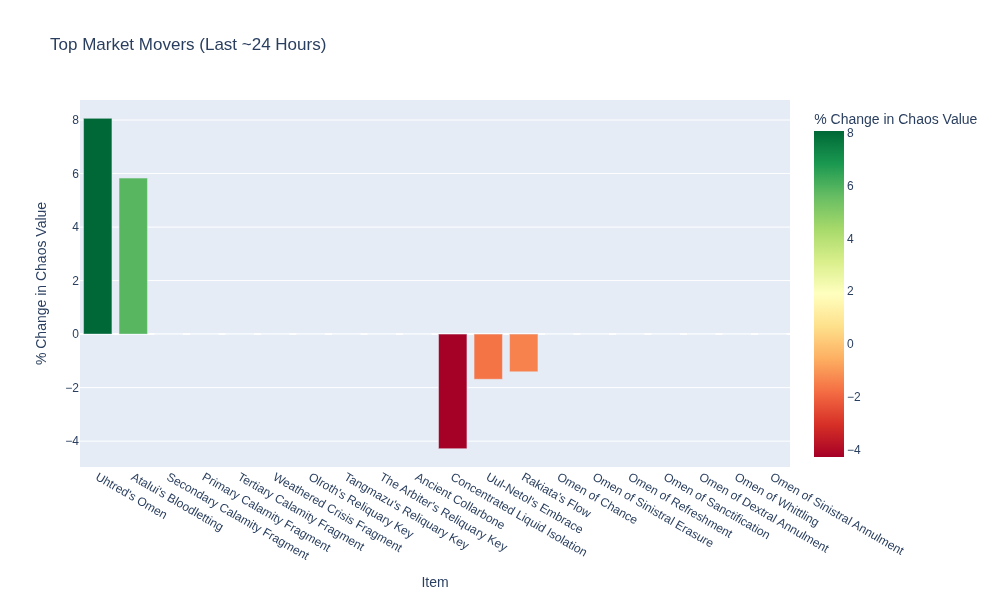 Top Market Movers (Last ~24 Hours)
% Change in Chaos Value
8
6
4
2
0
−2
−4
% Change in Chaos Value
8
6
4
2
0
−2
−4
Uhtred's Omen
Atalui's Bloodletting
Secondary Calamity Fragment
Primary Calamity Fragment
Tertiary Calamity Fragment
Weathered Crisis Fragment
Olroth's Reliquary Key
Tangmazu's Reliquary Key
The Arbiter's Reliquary Key
Ancient Collarbone
Concentrated Liquid Isolation
Uul-Netol's Embrace
Rakiata's Flow
Omen of Chance
Omen of Sinistral Erasure
Omen of Refreshment
Omen of Sanctification
Omen of Dextral Annulment
Omen of Whittling
Omen of Sinistral Annulment
Item